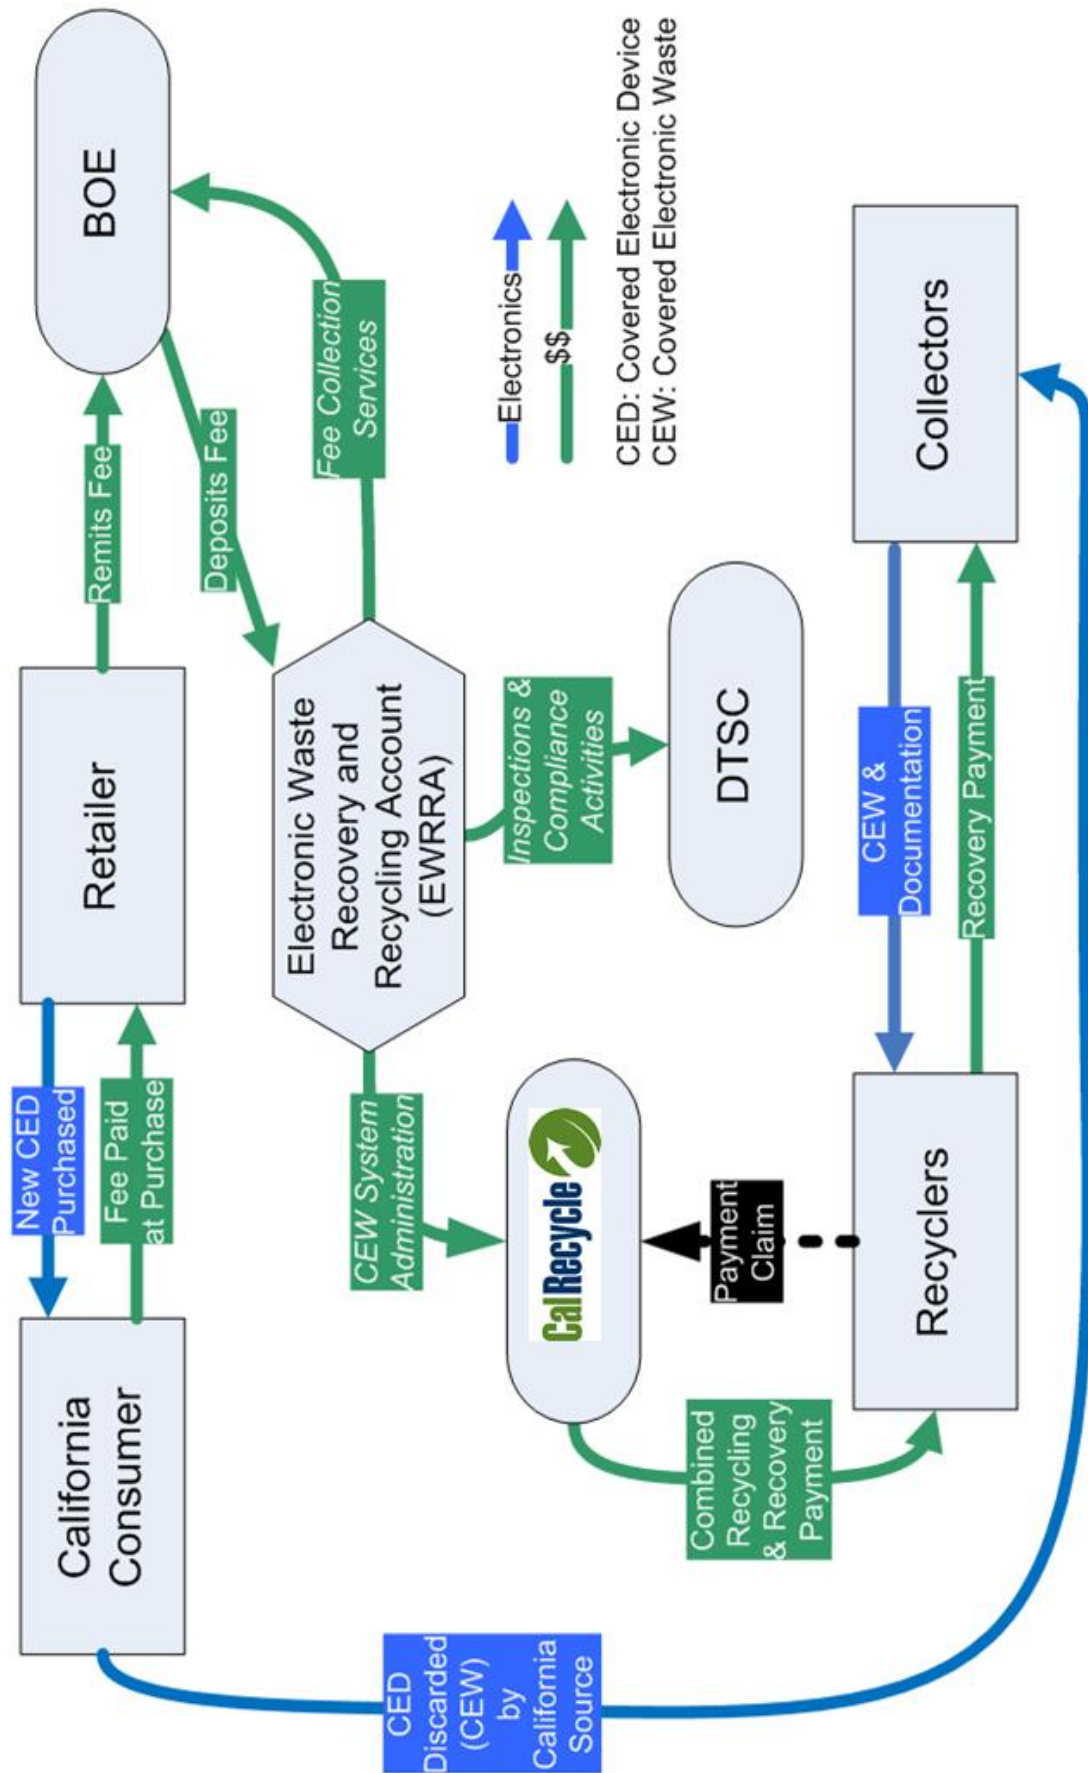 California
Consumer
New CED
Purchased
Fee Paid
at Purchase
Retailer
Remits Fee
BOE
Deposits Fee
Fee Collection
Services
Electronic Waste
Recovery and
Recycling Account
(EWRRA)
CEW System
Administration
Inspections &
Compliance
Activities
CalRecycle
DTSC
Electronics
$$
CED: Covered Electronic Device
CEW: Covered Electronic Waste
CED
Discarded
(CEW)
by
California
Source
Combined
Recycling
& Recovery
Payment
Payment
Claim
Recyclers
CEW &
Documentation
Recovery Payment
Collectors